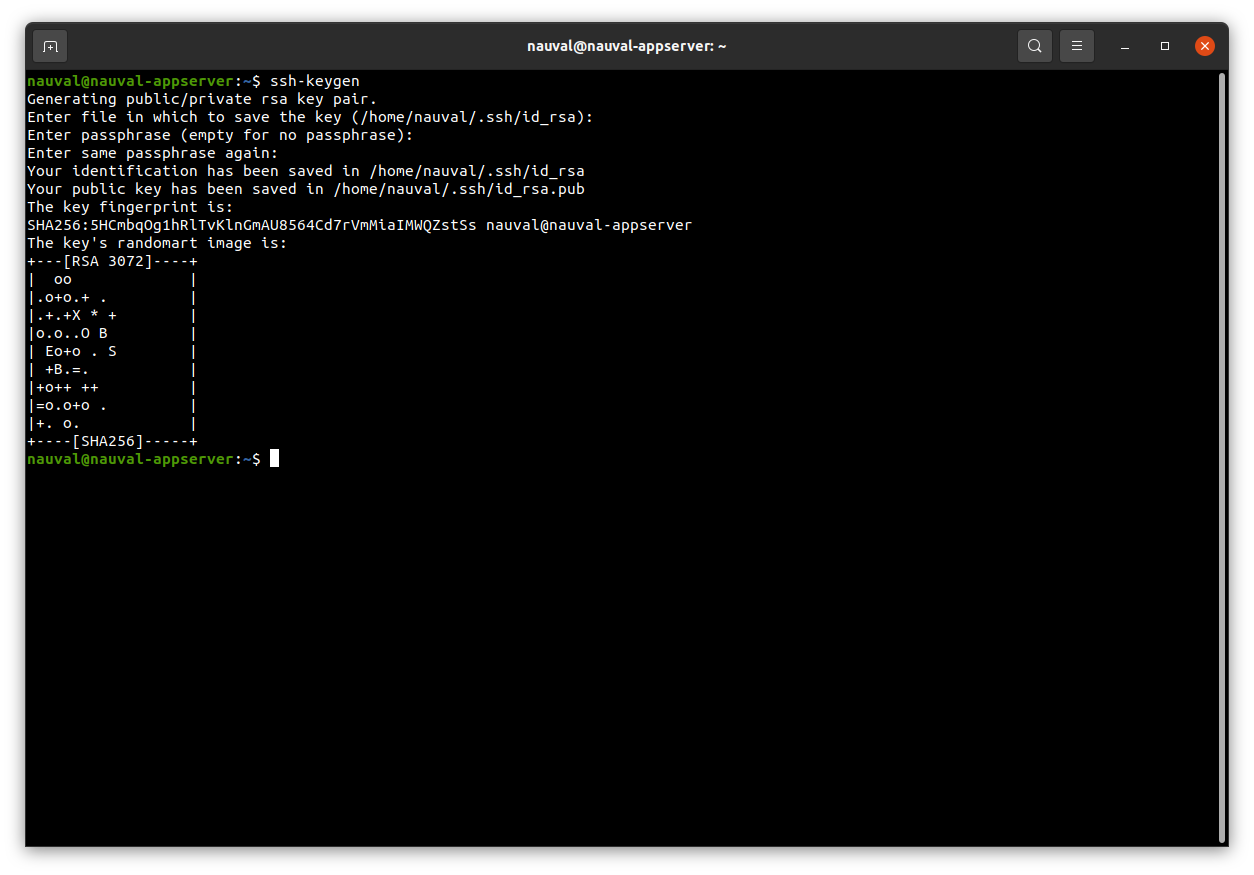 nauval@nauval-appserver: ~
nauval@nauval-appserver:~$ ssh-keygen
Generating public/private rsa key pair.
Enter file in which to save the key (/home/nauval/.ssh/id_rsa):
Enter passphrase (empty for no passphrase):
Enter same passphrase again:
Your identification has been saved in /home/nauval/.ssh/id_rsa
Your public key has been saved in /home/nauval/.ssh/id_rsa.pub
The key fingerprint is:
SHA256:5HCmbqOg1hRlTvKlnGmAU8564Cd7rVmMiaIMWQZstSs nauval@nauval-appserver
The key's randomart image is:
+---[RSA 3072]----+
|  oo             |
|.o+o.+ .         |
|.+.+X * +        |
|o.o..O B         |
| Eo+o . S        |
| +B.=.           |
|+o++ ++          |
|=o.o+o .         |
|+. o.            |
+----[SHA256]-----+
nauval@nauval-appserver:~$